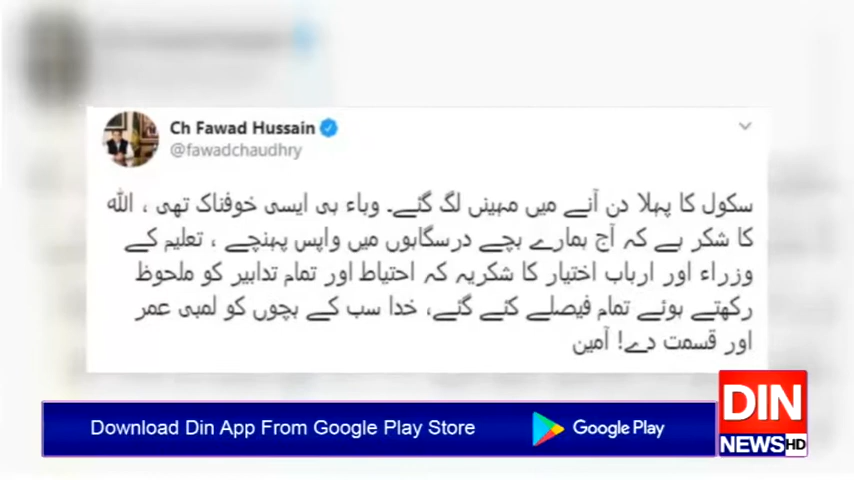 Ch Fawad Hussain
@fawadchaudhry
سکول کا پہلا دن آنے میں مہینں لگ گئے۔ وباء ہی ایسی خوفناک تھی ، اللہ
کا شکر ہے کہ آج ہمارے بچے درسگاہوں میں واپس پہنچے ، تعلیم کے
وزراء اور ارباب اختیار کا شکریہ کہ احتیاط اور تمام تدابیر کو ملحوظ
رکھتے ہوئے تمام فیصلے کئے گئے، خدا سب کے بچوں کو لمبی عمر
اور قسمت دے! آمین
Download Din App From Google Play Store
Google Play
DIN
NEWS HD